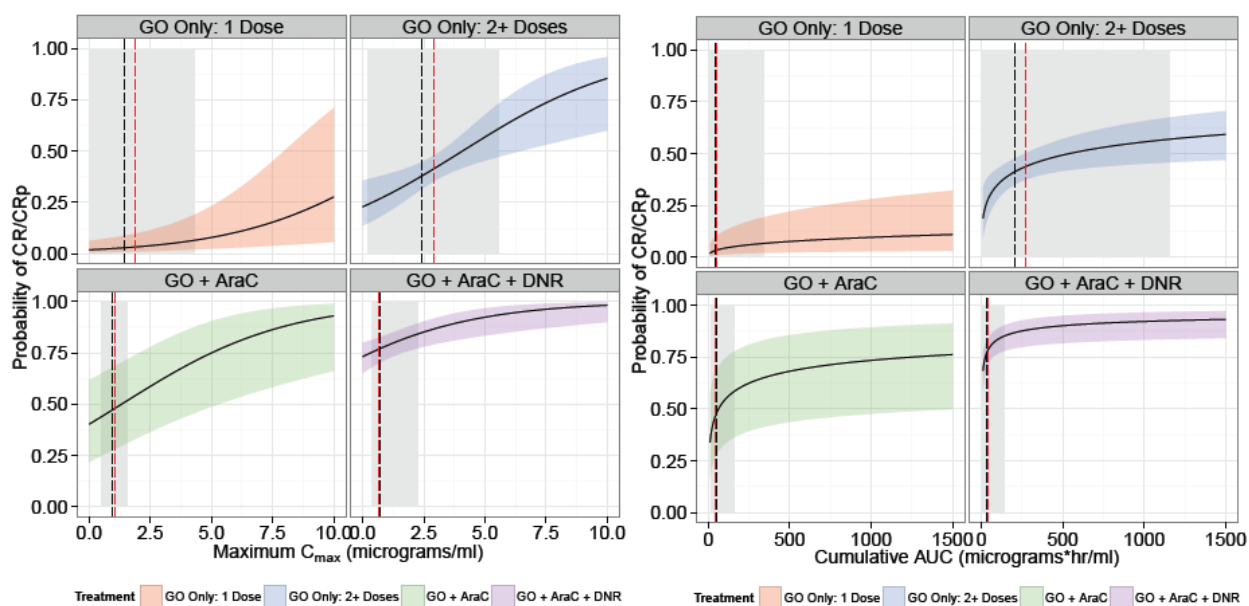 GO Only: 1 Dose
GO Only: 2+ Doses
1.00
0.75
0.50
0.25
0.00
GO + AraC
GO + AraC + DNR
1.00
0.75
0.50
0.25
0.00
0.0 2.5 5.0 7.5 10.0 0.0 2.5 5.0 7.5 10.0
Probability of CR/CRp
Maximum Cmax (micrograms/ml)
Treatment GO Only: 1 Dose GO Only: 2+ Doses GO + AraC GO + AraC + DNR
GO Only: 1 Dose
GO Only: 2+ Doses
1.00
0.75
0.50
0.25
0.00
GO + AraC
GO + AraC + DNR
1.00
0.75
0.50
0.25
0.00
0 500 1000 1500 0 500 1000 1500
Probability of CR/CRp
Cumulative AUC (micrograms*hr/ml)
Treatment GO Only: 1 Dose GO Only: 2+ Doses GO + AraC GO + AraC + DNR